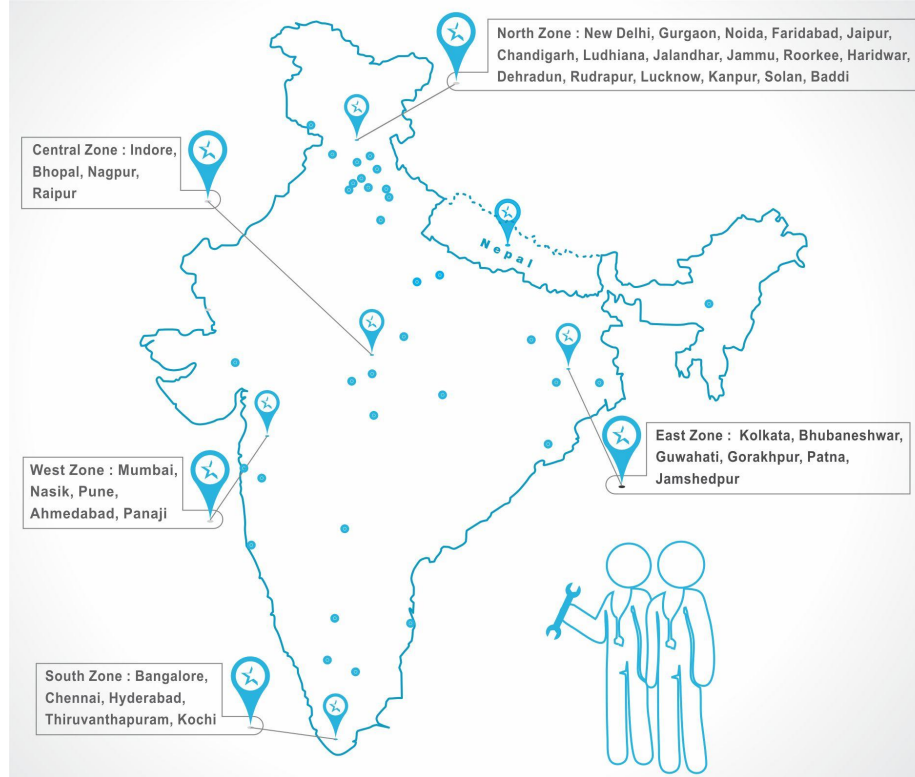 North Zone : New Delhi, Gurgaon, Noida, Faridabad, Jaipur,
Chandigarh, Ludhiana, Jalandhar, Jammu, Roorkee, Haridwar,
Dehradun, Rudrapur, Lucknow, Kanpur, Solan, Baddi
Central Zone : Indore,
Bhopal, Nagpur,
Raipur
Nepal
East Zone : Kolkata, Bhubaneshwar,
Guwahati, Gorakhpur, Patna,
Jamshedpur
West Zone : Mumbai,
Nasik, Pune,
Ahmedabad, Panaji
South Zone : Bangalore,
Chennai, Hyderabad,
Thiruvanthapuram, Kochi